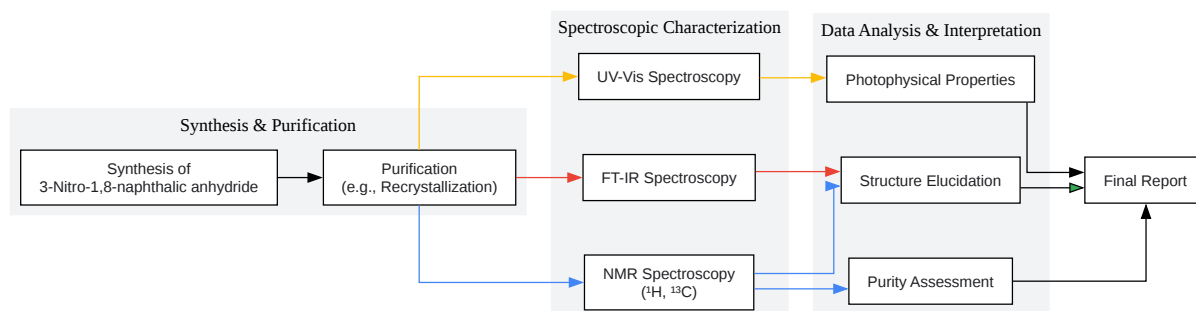 Spectroscopic Characterization
Data Analysis & Interpretation
UV-Vis Spectroscopy
Photophysical Properties
Synthesis & Purification
Synthesis of
3-Nitro-1,8-naphthalic anhydride
Purification
(e.g., Recrystallization)
FT-IR Spectroscopy
Structure Elucidation
Final Report
NMR Spectroscopy
(¹H, ¹³C)
Purity Assessment